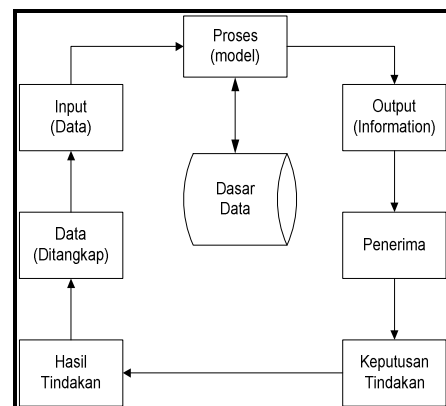 Proses
(model)
Input
(Data)
Output
(Information)
Dasar
Data
Data
(Ditangkap)
Penerima
Hasil
Tindakan
Keputusan
Tindakan